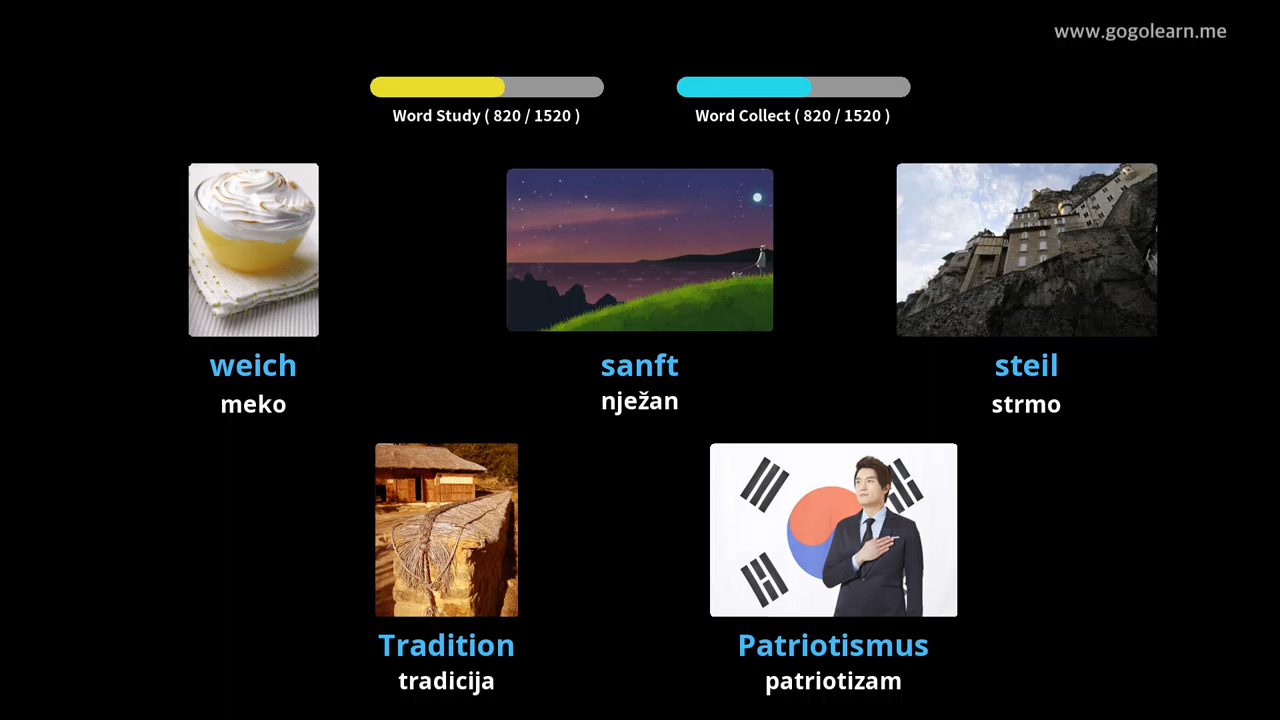 www.gogolearn.me
Word Study ( 820 / 1520 )
Word Collect ( 820 / 1520 )
weich
meko
sanft
nježan
steil
strmo
Tradition
tradicija
Patriotismus
patriotizam